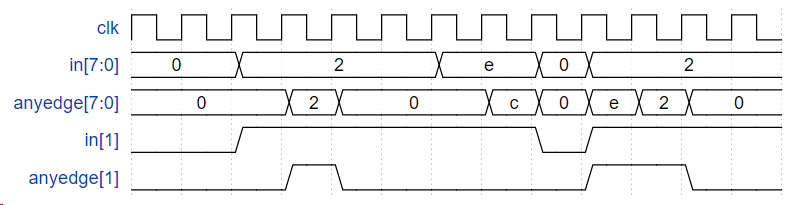 clk
in[7:0] 0 2 e 0 2
anyedge[7:0] 0 2 0 c 0 e 2 0
in[1]
anyedge[1]